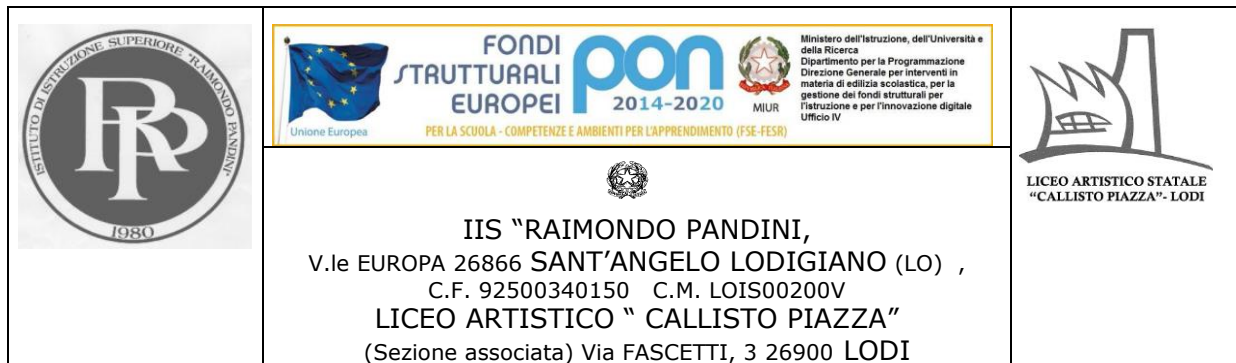 ISTITUTO DI ISTRUZIONE SUPERIORE "RAIMONDO PANDINI"
RP
1980
Unione Europea
FONDI
STRUTTURALI
EUROPEI
pon
2014-2020
MIUR
Ministero dell'Istruzione, dell'Università e
della Ricerca
Dipartimento per la Programmazione
Direzione Generale per interventi in
materia di edilizia scolastica, per la
gestione dei fondi strutturali per
l'istruzione e per l'innovazione digitale
Ufficio IV
PER LA SCUOLA - COMPETENZE E AMBIENTI PER L'APPRENDIMENTO (FSE-FESR)
IIS "RAIMONDO PANDINI,
V.le EUROPA 26866 SANT'ANGELO LODIGIANO (LO) ,
C.F. 92500340150 C.M. LOIS00200V
LICEO ARTISTICO " CALLISTO PIAZZA"
(Sezione associata) Via FASCETTI, 3 26900 LODI
LICEO ARTISTICO STATALE
"CALLISTO PIAZZA"- LODI